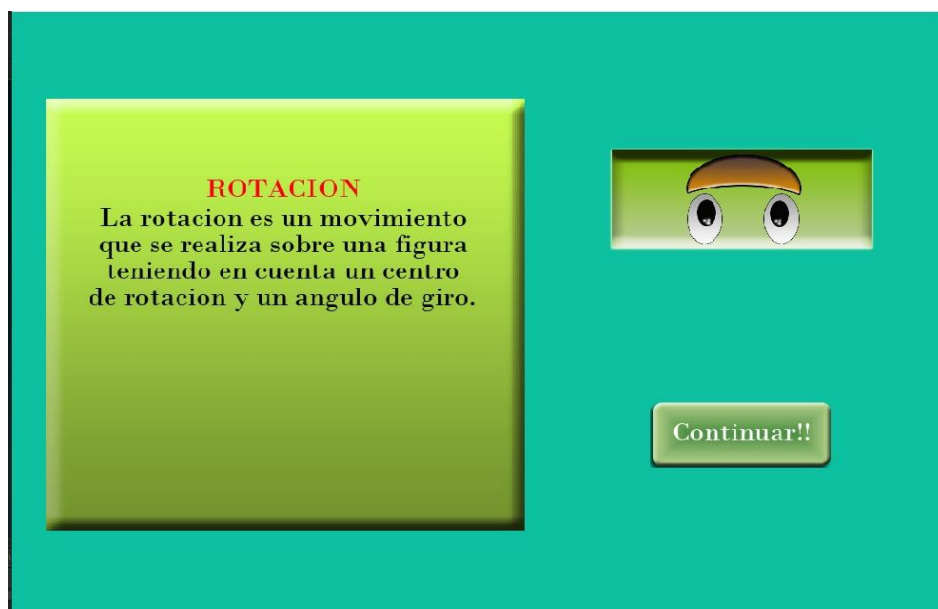 ROTACION
La rotacion es un movimiento
que se realiza sobre una figura
teniendo en cuenta un centro
de rotacion y un angulo de giro.
Continuar!!